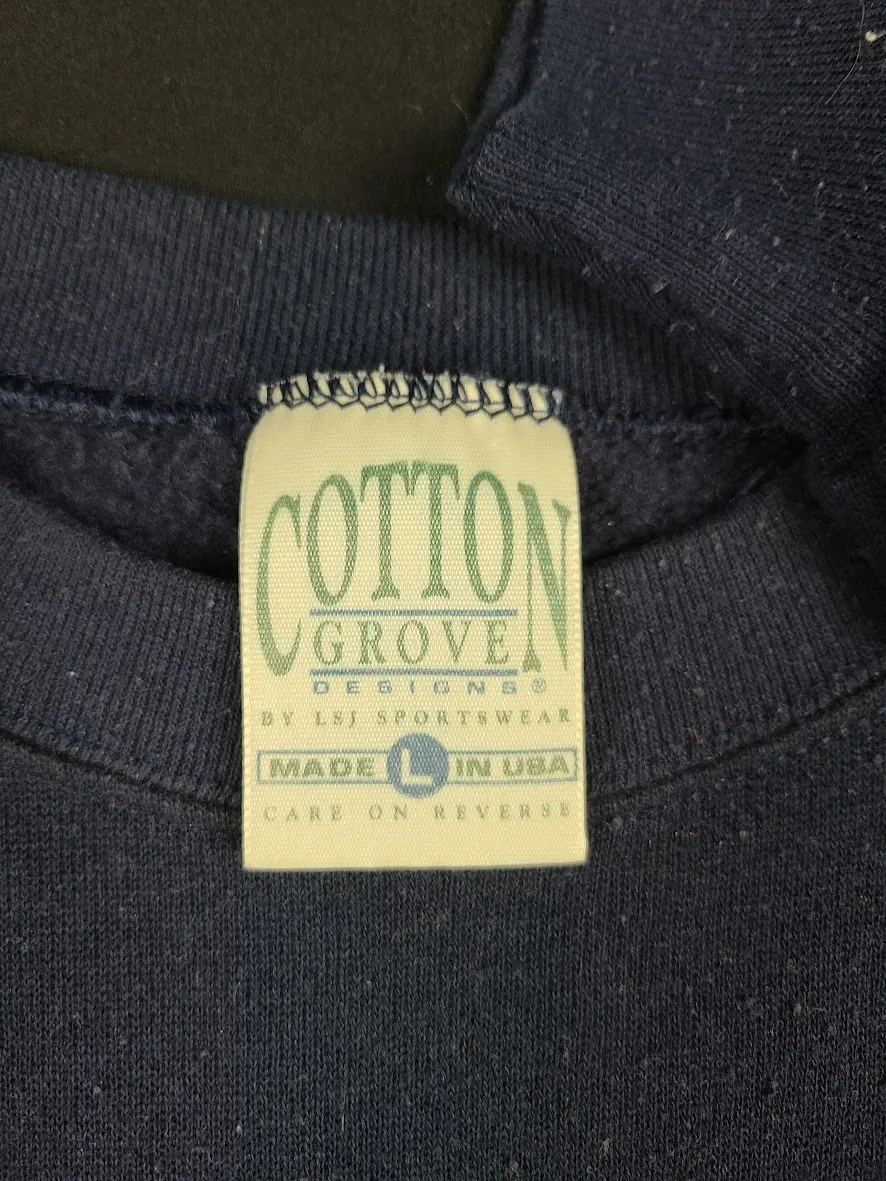 COTTON
GROVE
DESIGNS®
BY LSJ SPORTSWEAR
MADE L IN USA
CARE ON REVERSE